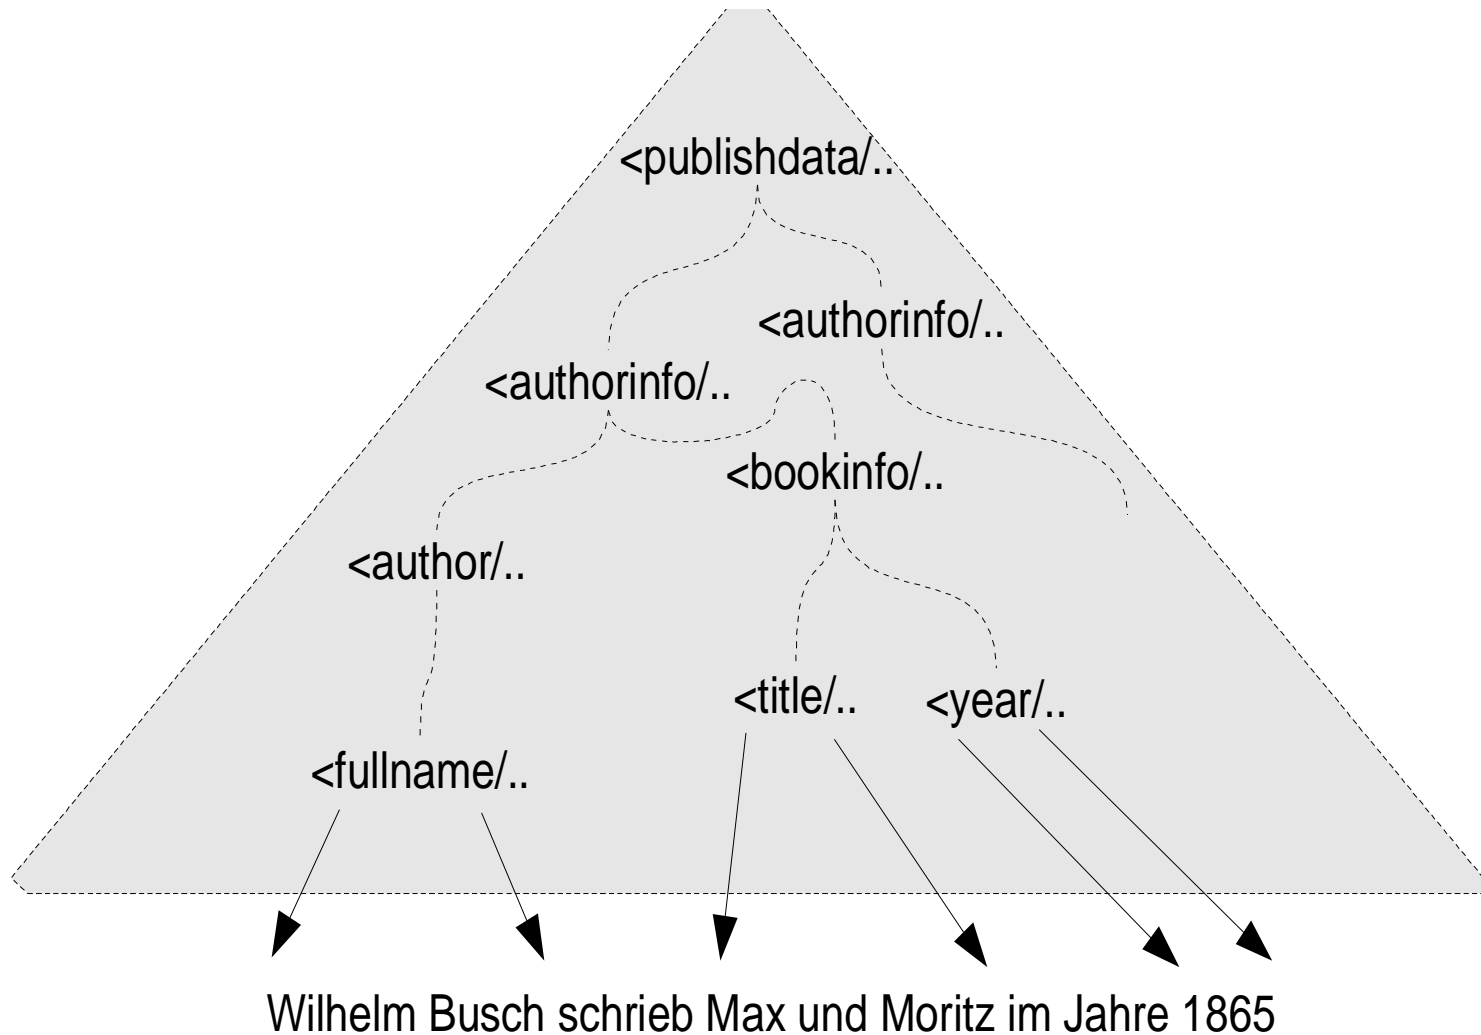 <publishdata/..
<authorinfo/..
<authorinfo/..
<bookinfo/..
<author/..
<title/..
<year/..
<fullname/..
Wilhelm Busch schrieb Max und Moritz im Jahre 1865